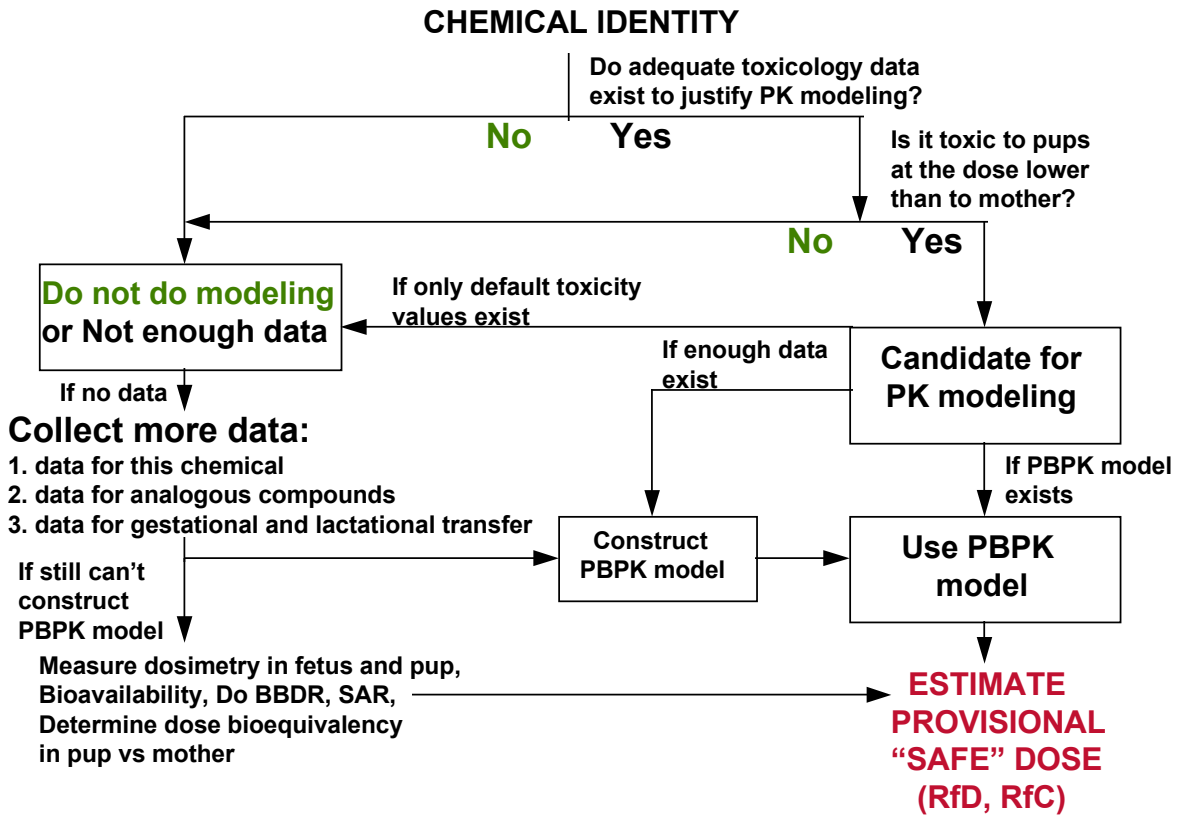 CHEMICAL IDENTITY
Do adequate toxicology data
exist to justify PK modeling?
No
Yes
Is it toxic to pups
at the dose lower
than to mother?
No
Yes
Do not do modeling
or Not enough data
If only default toxicity
values exist
If enough data
exist
Candidate for
PK modeling
If no data
Collect more data:
1. data for this chemical
2. data for analogous compounds
3. data for gestational and lactational transfer
If PBPK model
exists
Construct
PBPK model
Use PBPK
model
If still can’t
construct
PBPK model
Measure dosimetry in fetus and pup,
Bioavailability, Do BBDR, SAR,
Determine dose bioequivalency
in pup vs mother
ESTIMATE
PROVISIONAL
“SAFE” DOSE
(RfD, RfC)